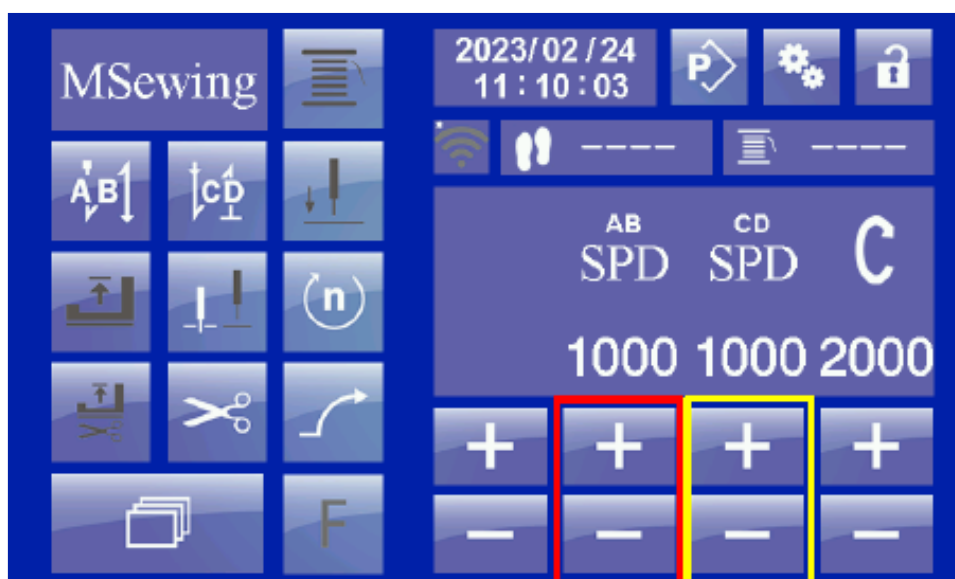 MSewing
2023/02/24
11:10:03
P
----
----
A B
C D
AB
SPD
CD
SPD
C
n
1000 1000 2000
+ + + +
F
- - - -